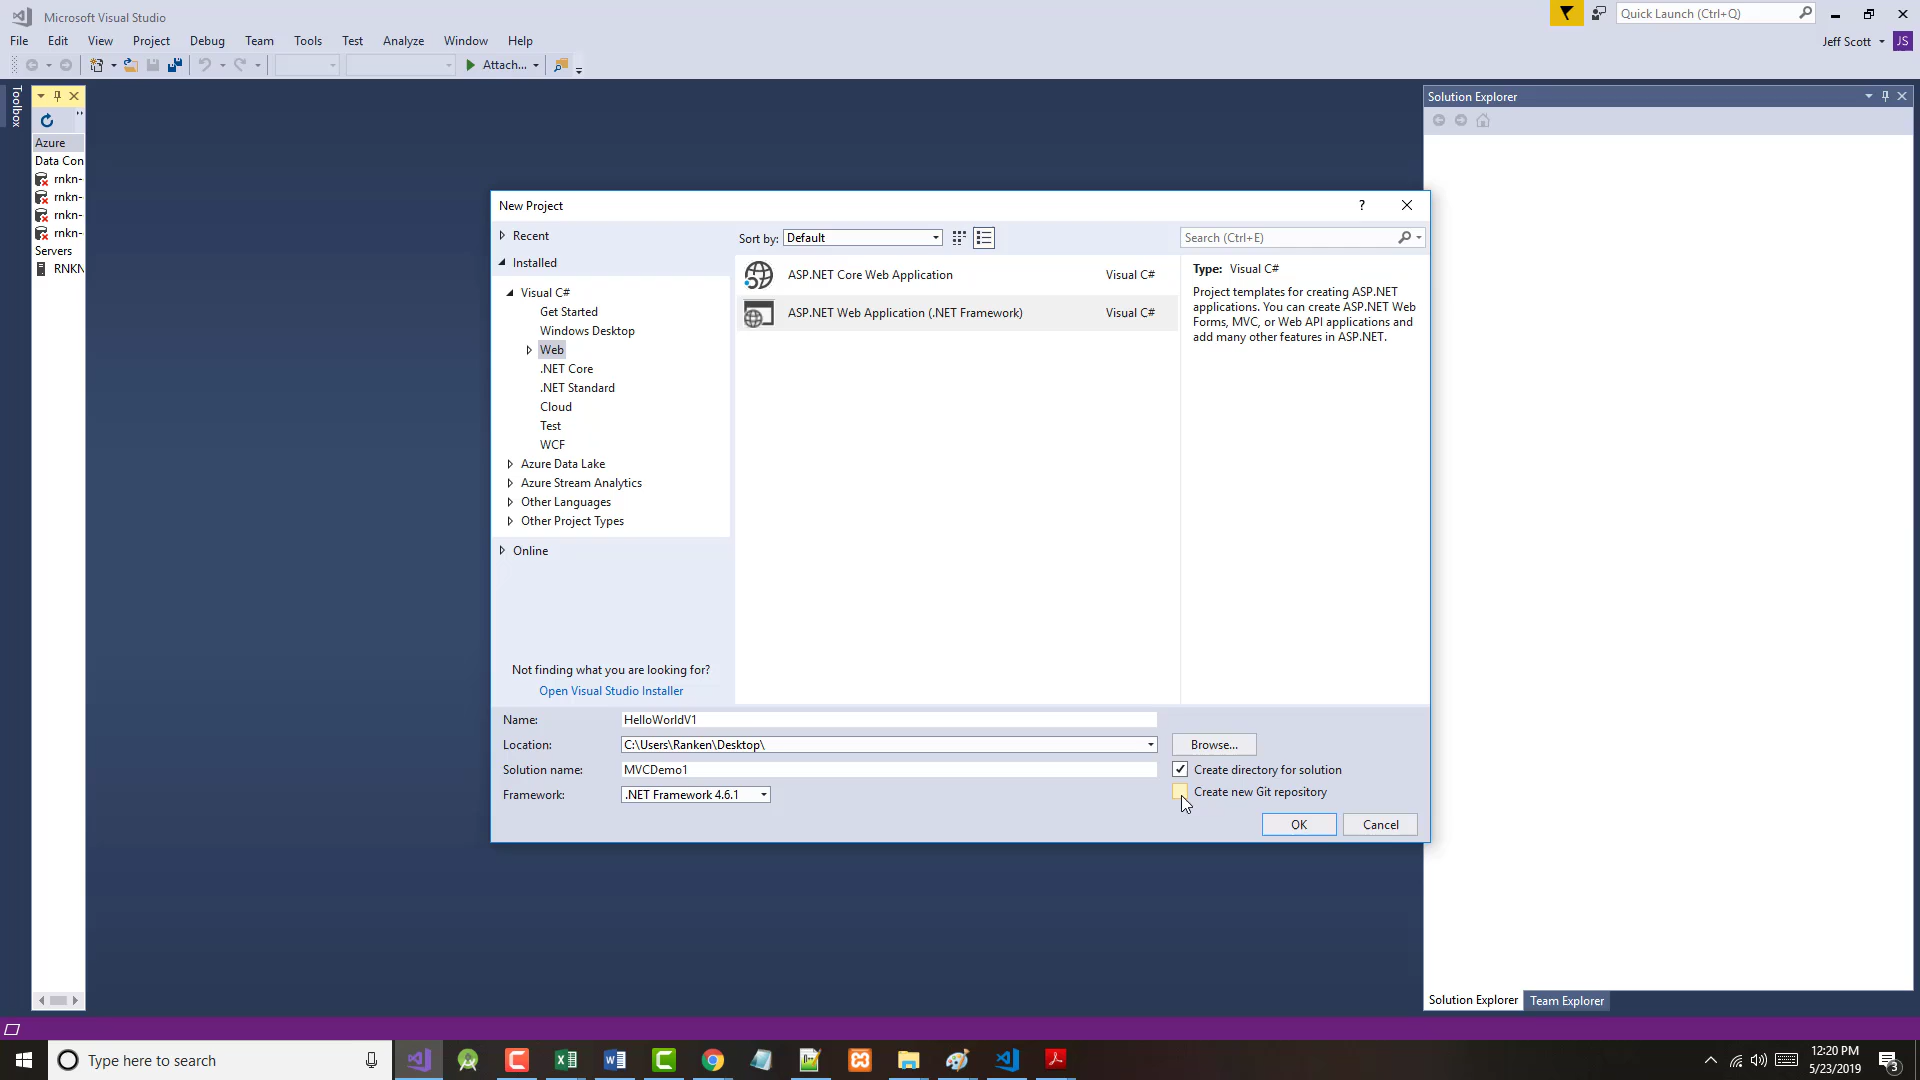 Microsoft Visual Studio
Quick Launch (Ctrl+Q)
File Edit View Project Debug Team Tools Test Analyze Window Help
Jeff Scott JS
Attach...
Toolbox
Azure
Data Con
rnkn-
rnkn-
rnkn-
rnkn-
Servers
RNKN
Solution Explorer
New Project
Recent
Installed
Visual C#
Get Started
Windows Desktop
Web
.NET Core
.NET Standard
Cloud
Test
WCF
Azure Data Lake
Azure Stream Analytics
Other Languages
Other Project Types
Online
Not finding what you are looking for?
Open Visual Studio Installer
Sort by: Default
Search (Ctrl+E)
ASP.NET Core Web Application Visual C#
ASP.NET Web Application (.NET Framework) Visual C#
Type: Visual C#
Project templates for creating ASP.NET
applications. You can create ASP.NET Web
Forms, MVC, or Web API applications and
add many other features in ASP.NET.
Name: HelloWorldV1
Location: C:\Users\Ranken\Desktop\ Browse...
Solution name: MVCDemo1 Create directory for solution
Framework: .NET Framework 4.6.1 Create new Git repository
OK Cancel
Solution Explorer Team Explorer
Type here to search
12:20 PM
5/23/2019
3